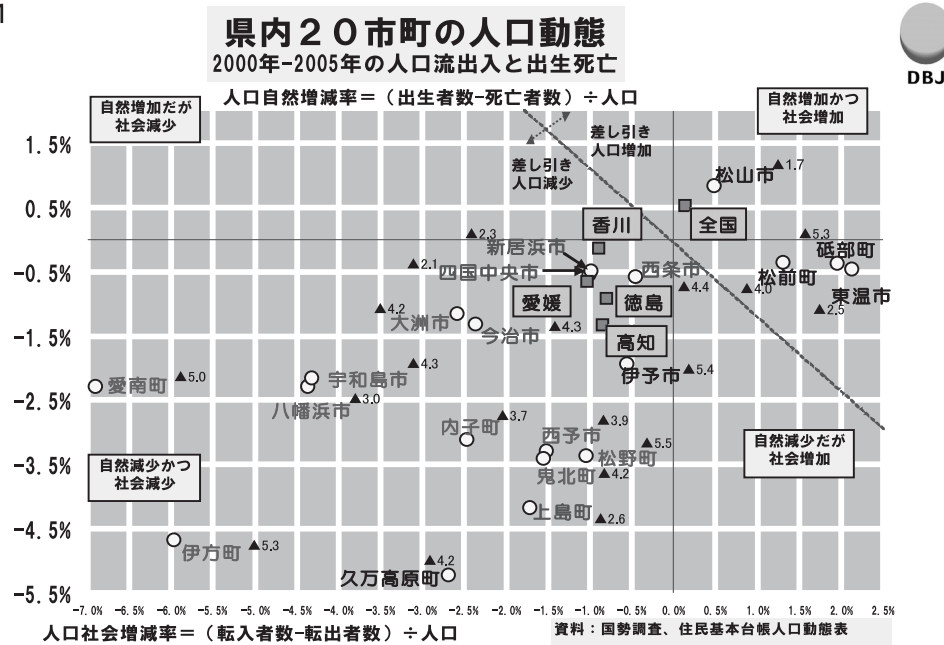 1
県内20市町の人口動態
2000年-2005年の人口流出入と出生死亡
DBJ
人口自然増減率＝（出生者数-死亡者数）÷人口
自然増加だが
社会減少
自然増加かつ
社会増加
差し引き
人口増加
差し引き
人口減少
1.5%
0.5%
-0.5%
-1.5%
-2.5%
-3.5%
-4.5%
-5.5%
松山市
▲1.7
香川
全国
▲2.3
新居浜市
▲5.3
砥部町
▲2.1
四国中央市
西条市
▲4.4
松前町
▲4.0
東温市
▲2.5
愛媛
徳島
▲4.2
大洲市
今治市
▲4.3
高知
伊予市
▲5.4
愛南町
▲5.0
宇和島市
▲4.3
八幡浜市
▲3.0
内子町
▲3.7
西予市
▲3.9
松野町
▲5.5
鬼北町
▲4.2
自然減少だが
社会増加
自然減少かつ
社会減少
上島町
▲2.6
伊方町
▲5.3
久万高原町
▲4.2
-7.0% -6.5% -6.0% -5.5% -5.0% -4.5% -4.0% -3.5% -3.0% -2.5% -2.0% -1.5% -1.0% -0.5% 0.0% 0.5% 1.0% 1.5% 2.0% 2.5%
人口社会増減率＝（転入者数-転出者数）÷人口
資料：国勢調査、住民基本台帳人口動態表